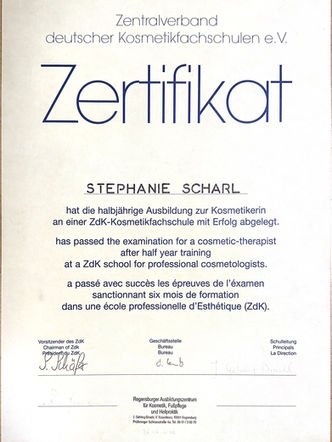 Zentralverband
deutscher Kosmetikfachschulen e.V.
Zertifikat
STEPHANIE SCHARL
hat die halbjährige Ausbildung zur Kosmetikerin
an einer ZdK-Kosmetikfachschule mit Erfolg abgelegt.
has passed the examination for a cosmetic-therapist
after half year training
at a ZdK school for professional cosmetologists.
a passé avec succès les épreuves de l'éxamen
sanctionnant six mois de formation
dans une école professionelle d'Esthétique (ZdK).
Vorsitzender des ZdK Geschäftsstelle Schulleitung
Chairman of Zdk Bureau Principals
Président du ZdK Bureau La Direction
Regensburger Ausbildungszentrum
für Kosmetik, Fußpflege
und Heilpraktik